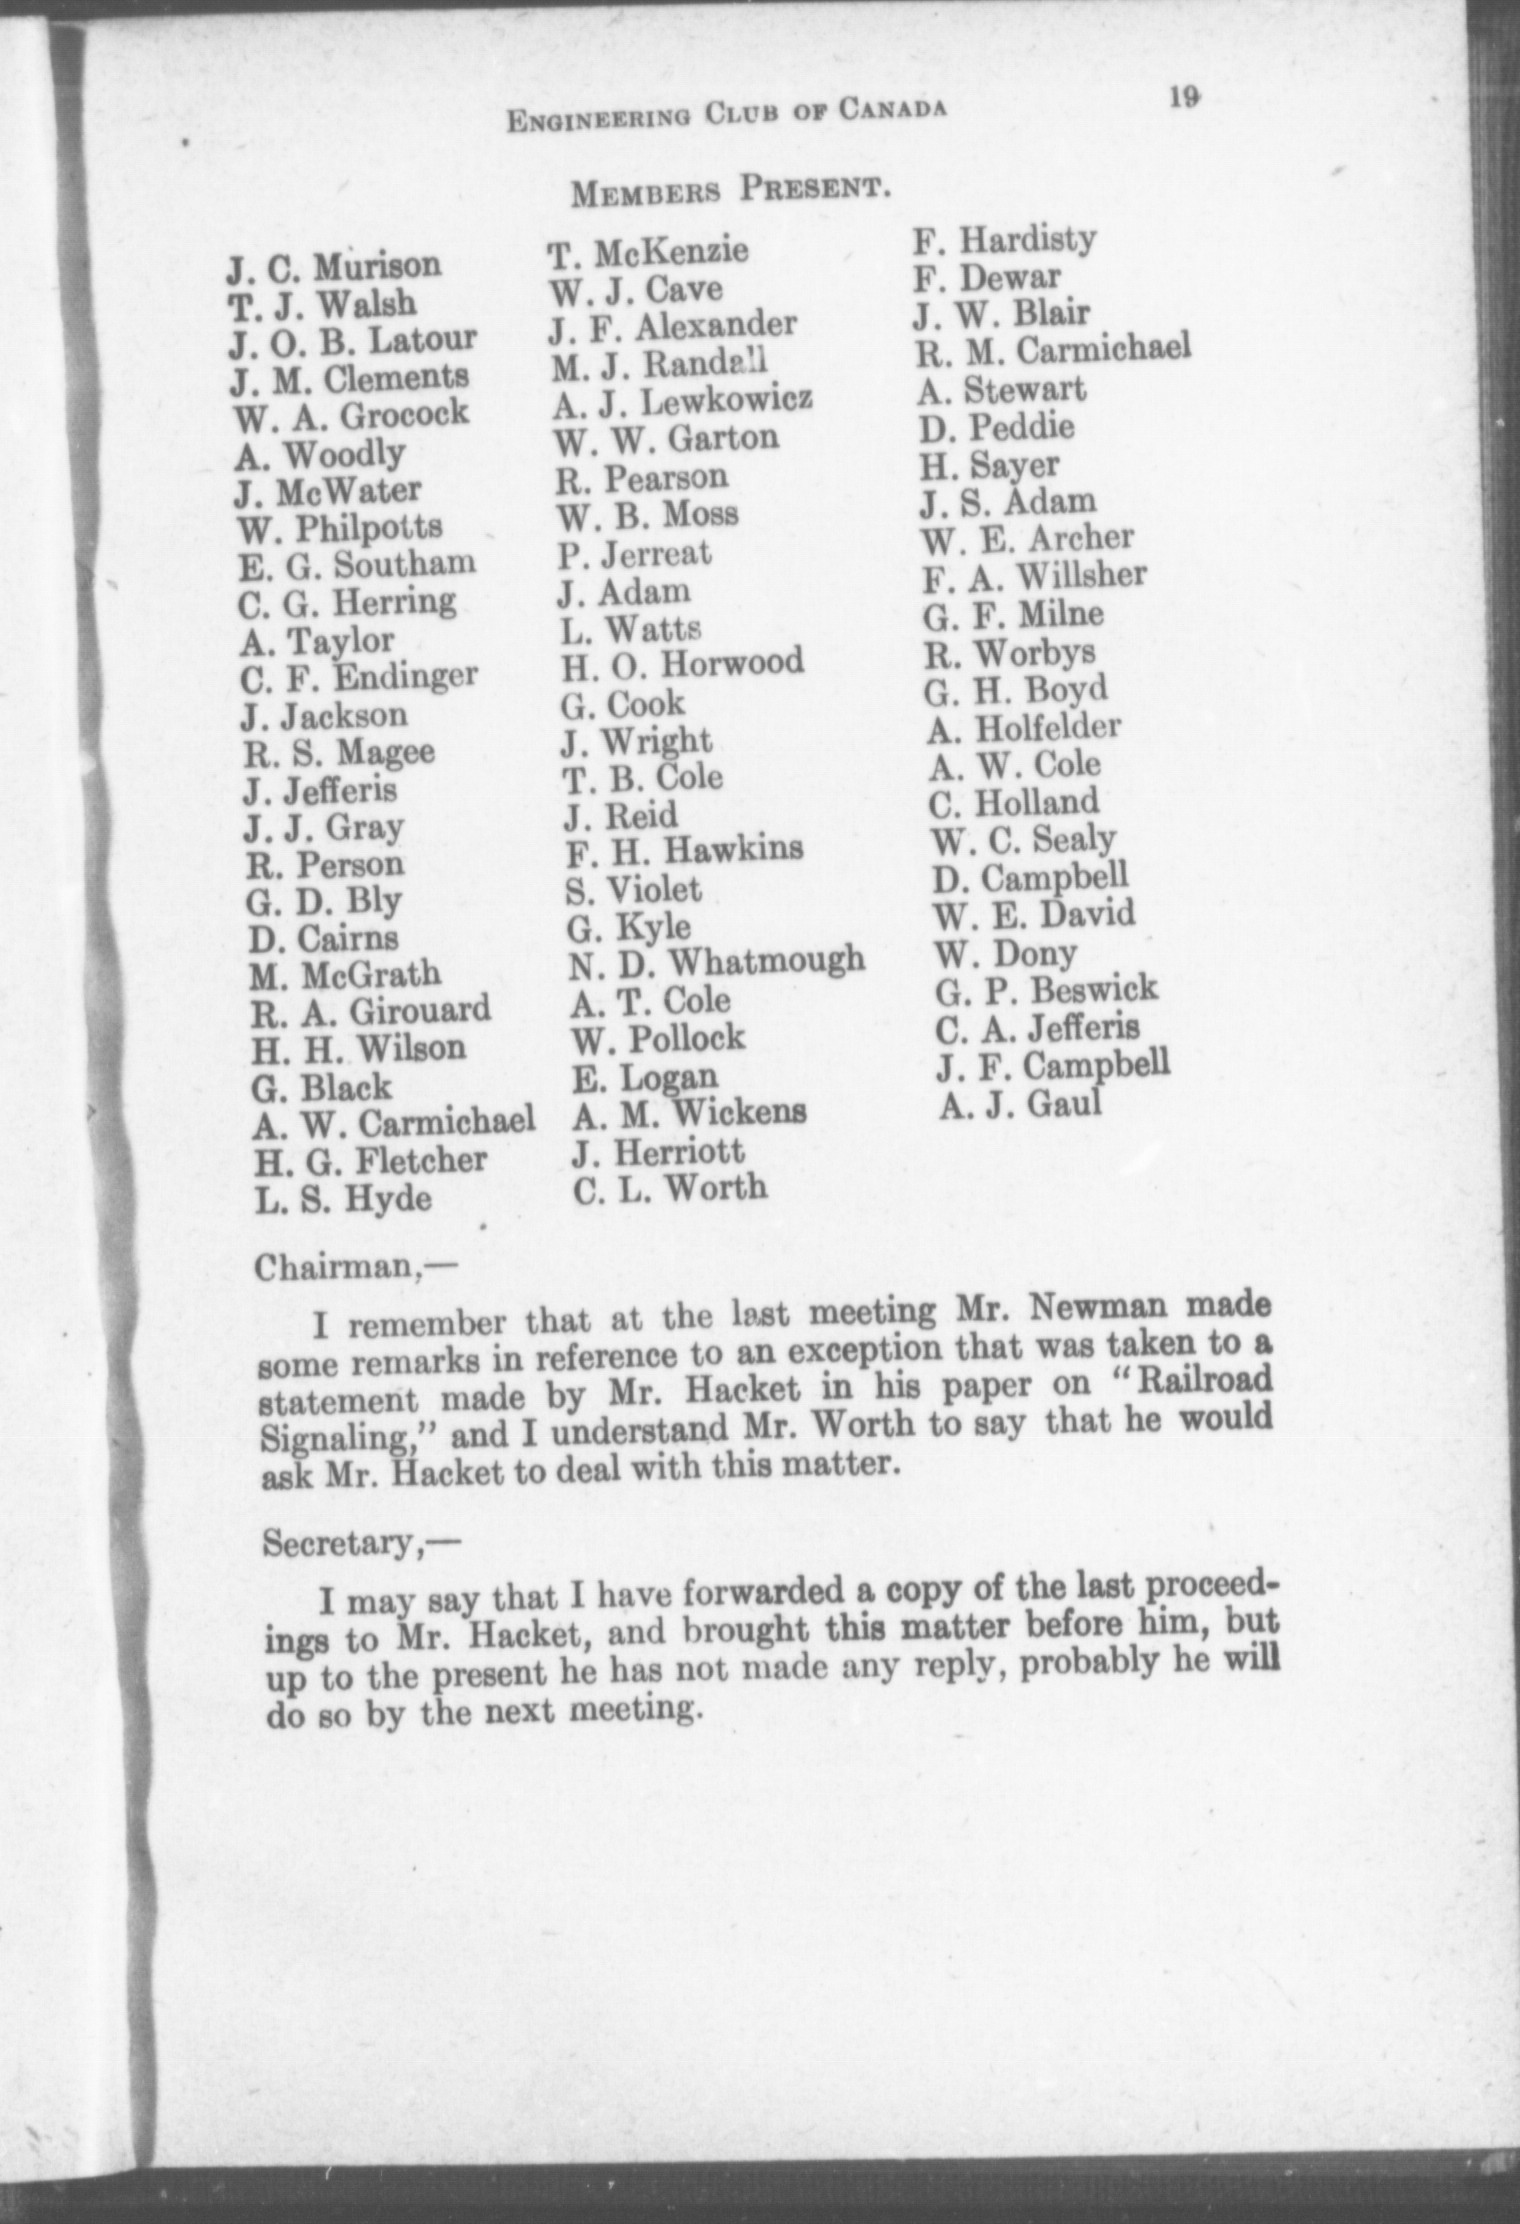 ENGINEERING CLUB OF CANADA 19
MEMBERS PRESENT.
J. C. Murison
T. J. Walsh
J. O. B. Latour
J. M. Clements
W. A. Grocock
A. Woodly
J. McWater
W. Philpotts
E. G. Southam
C. G. Herring
A. Taylor
C. F. Endinger
J. Jackson
R. S. Magee
J. Jefferis
J. J. Gray
R. Person
G. D. Bly
D. Cairns
M. McGrath
R. A. Girouard
H. H. Wilson
G. Black
A. W. Carmichael
H. G. Fletcher
L. S. Hyde
T. McKenzie
W. J. Cave
J. F. Alexander
M. J. Randall
A. J. Lewkowicz
W. W. Garton
R. Pearson
W. B. Moss
P. Jerreat
J. Adam
L. Watts
H. O. Horwood
G. Cook
J. Wright
T. B. Cole
J. Reid
F. H. Hawkins
S. Violet
G. Kyle
N. D. Whatmough
A. T. Cole
W. Pollock
E. Logan
A. M. Wickens
J. Herriott
C. L. Worth
F. Hardisty
F. Dewar
J. W. Blair
R. M. Carmichael
A. Stewart
D. Peddie
H. Sayer
J. S. Adam
W. E. Archer
F. A. Willsher
G. F. Milne
R. Worbys
G. H. Boyd
A. Holfelder
A. W. Cole
C. Holland
W. C. Sealy
D. Campbell
W. E. David
W. Dony
G. P. Beswick
C. A. Jefferis
J. F. Campbell
A. J. Gaul
Chairman,—
I remember that at the last meeting Mr. Newman made
some remarks in reference to an exception that was taken to a
statement made by Mr. Hacket in his paper on “Railroad
Signaling,” and I understand Mr. Worth to say that he would
ask Mr. Hacket to deal with this matter.
Secretary,—
I may say that I have forwarded a copy of the last proceed-
ings to Mr. Hacket, and brought this matter before him, but
up to the present he has not made any reply, probably he will
do so by the next meeting.